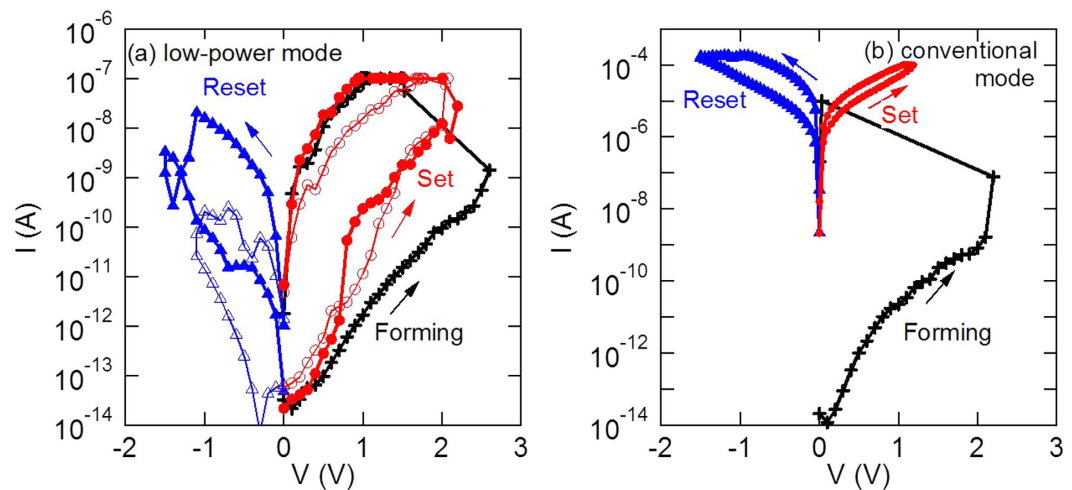 (a) low-power mode
Reset
Set
Forming
I (A)
10-6
10-7
10-8
10-9
10-10
10-11
10-12
10-13
10-14
-2 -1 0 1 2 3
V (V)
(b) conventional
mode
Reset
Set
Forming
I (A)
10-4
10-6
10-8
10-10
10-12
10-14
-2 -1 0 1 2 3
V (V)